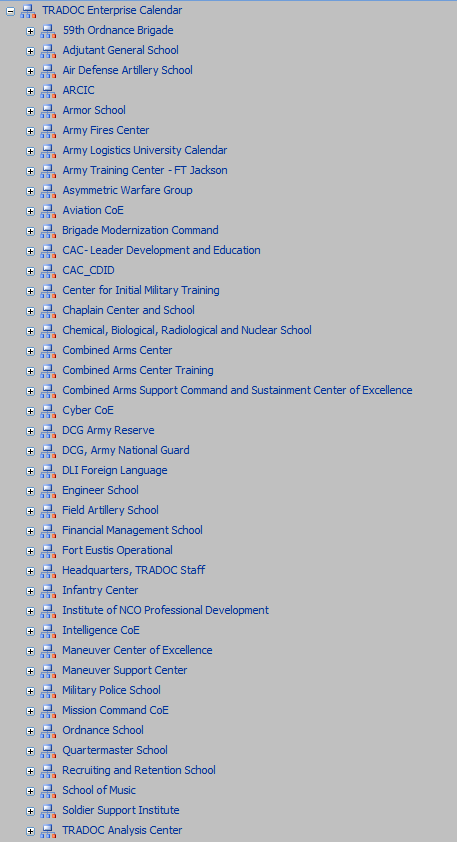 TRADOC Enterprise Calendar
59th Ordnance Brigade
Adjutant General School
Air Defense Artillery School
ARCIC
Armor School
Army Fires Center
Army Logistics University Calendar
Army Training Center - FT Jackson
Asymmetric Warfare Group
Aviation CoE
Brigade Modernization Command
CAC- Leader Development and Education
CAC_CDID
Center for Initial Military Training
Chaplain Center and School
Chemical, Biological, Radiological and Nuclear School
Combined Arms Center
Combined Arms Center Training
Combined Arms Support Command and Sustainment Center of Excellence
Cyber CoE
DCG Army Reserve
DCG, Army National Guard
DLI Foreign Language
Engineer School
Field Artillery School
Financial Management School
Fort Eustis Operational
Headquarters, TRADOC Staff
Infantry Center
Institute of NCO Professional Development
Intelligence CoE
Maneuver Center of Excellence
Maneuver Support Center
Military Police School
Mission Command CoE
Ordnance School
Quartermaster School
Recruiting and Retention School
School of Music
Soldier Support Institute
TRADOC Analysis Center